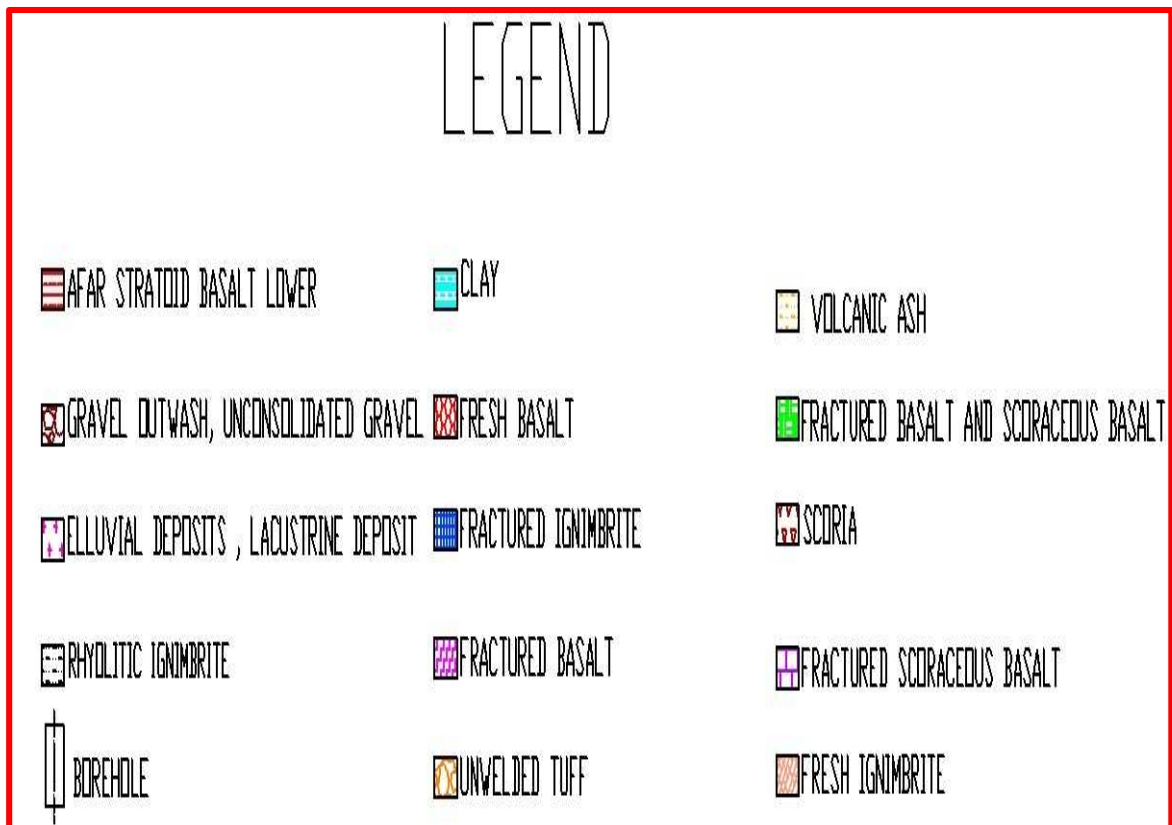 LEGEND
AFAR STRATOID BASALT LOWER
GRAVEL OUTWASH, UNCONSOLIDATED GRAVEL
ELLUVIAL DEPOSITS , LACUSTRINE DEPOSIT
RHYOLITIC IGNIMBRITE
BOREHOLE
CLAY
FRESH BASALT
FRACTURED IGNIMBRITE
FRACTURED BASALT
UNWELDED TUFF
VOLCANIC ASH
FRACTURED BASALT AND SCORACEOUS BASALT
SCORIA
FRACTURED SCORACEOUS BASALT
FRESH IGNIMBRITE